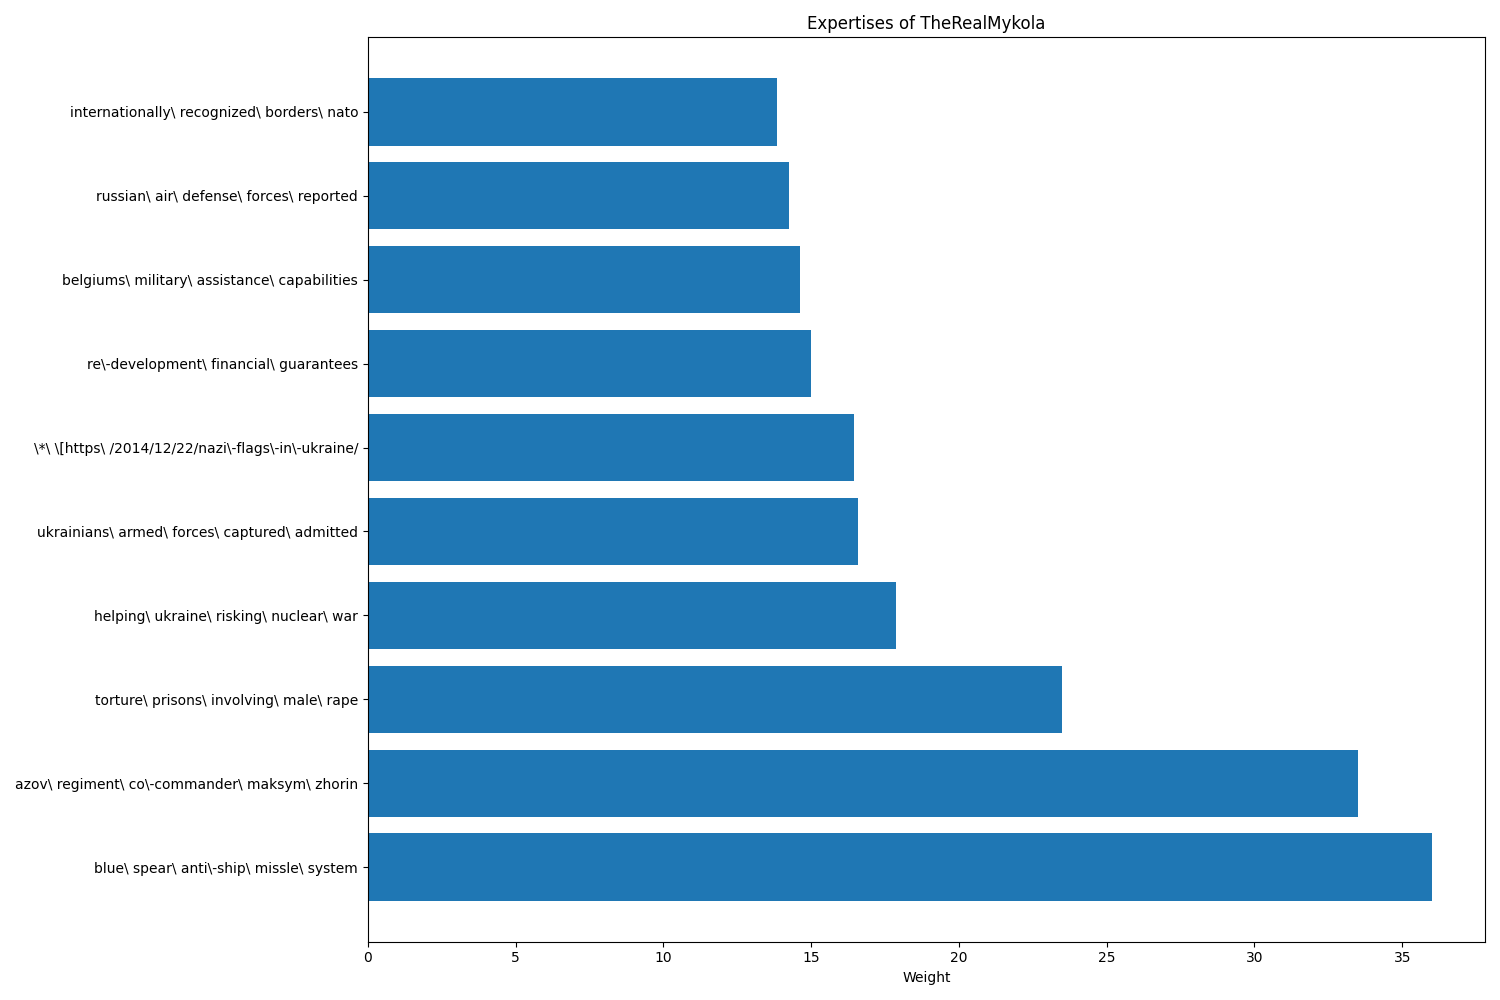 Expertises of TheRealMykola
internationally\ recognized\ borders\ nato
russian\ air\ defense\ forces\ reported
belgiums\ military\ assistance\ capabilities
re\-development\ financial\ guarantees
\*\ \[https\ /2014/12/22/nazi\-flags\-in\-ukraine/
ukrainians\ armed\ forces\ captured\ admitted
helping\ ukraine\ risking\ nuclear\ war
torture\ prisons\ involving\ male\ rape
azov\ regiment\ co\-commander\ maksym\ zhorin
blue\ spear\ anti\-ship\ missle\ system
0 5 10 15 20 25 30 35
Weight